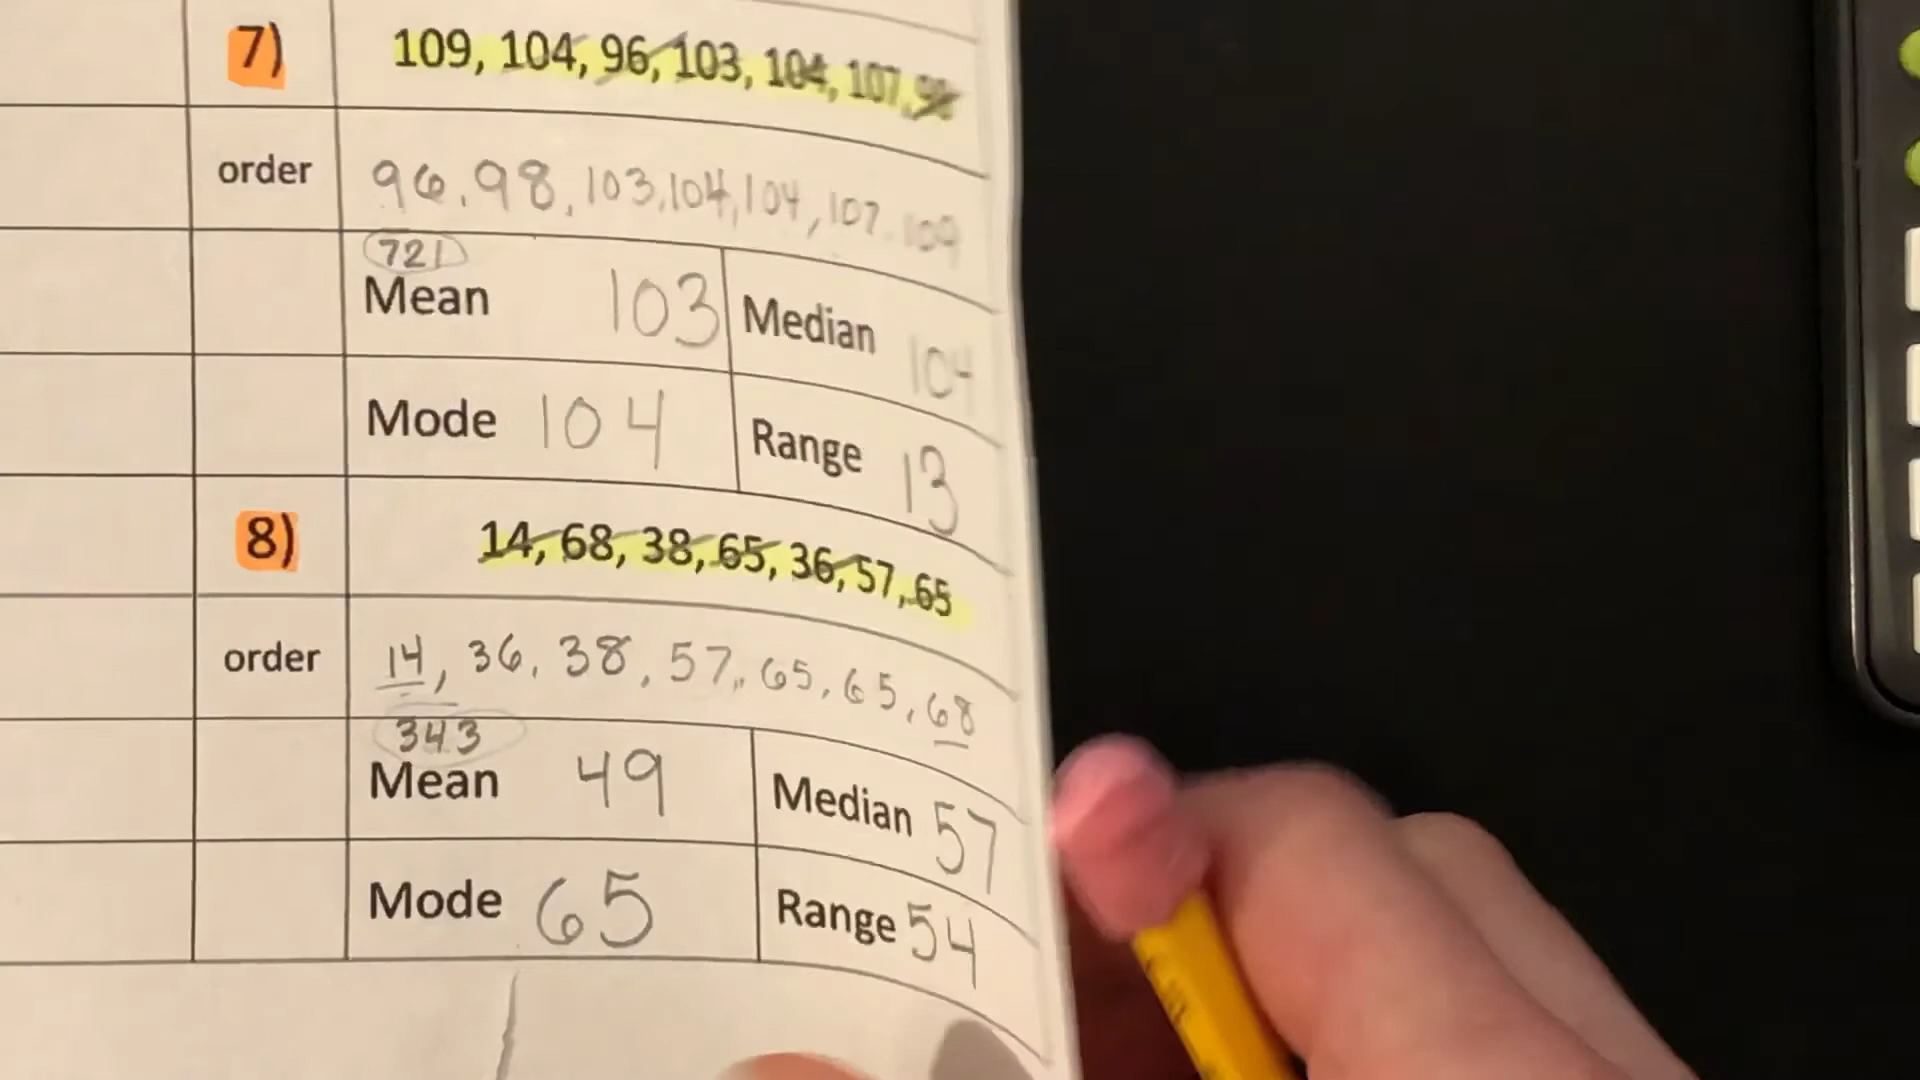 7) 109, 104, 96, 103, 104, 107, 98
order 96, 98, 103, 104, 104, 107, 109
721
Mean 103 Median 104
Mode 104 Range 13
8) 14, 68, 38, 65, 36, 57, 65
order 14, 36, 38, 57, 65, 65, 68
343
Mean 49 Median 57
Mode 65 Range 54